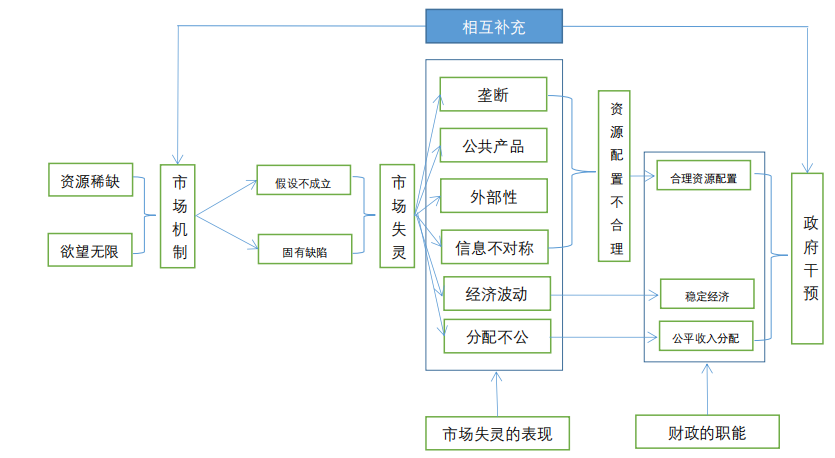 相互补充
资源稀缺
欲望无限
市场机制
假设不成立
固有缺陷
市场失灵
垄断
公共产品
外部性
信息不对称
经济波动
分配不公
资源配置不合理
合理资源配置
稳定经济
公平收入分配
政府干预
市场失灵的表现
财政的职能